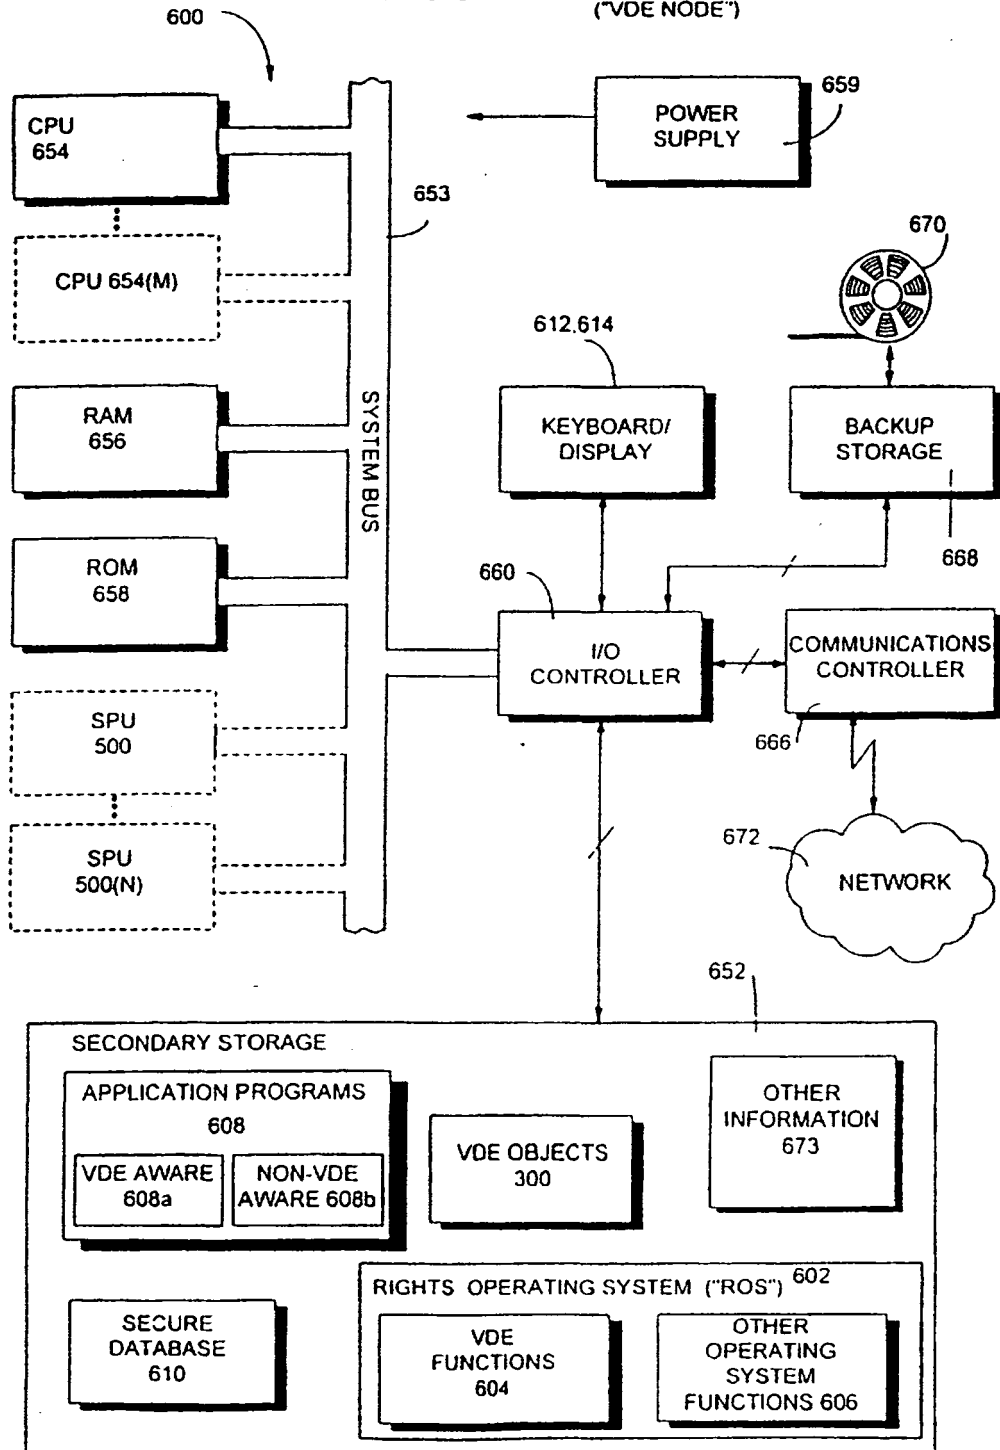 ("VDE NODE")
600
CPU
654
POWER
SUPPLY
659
653
CPU 654(M)
670
612,614
RAM
656
KEYBOARD/
DISPLAY
BACKUP
STORAGE
SYSTEM BUS
668
ROM
658
660
I/O
CONTROLLER
COMMUNICATIONS
CONTROLLER
666
SPU
500
SPU
500(N)
672
NETWORK
652
SECONDARY STORAGE
APPLICATION PROGRAMS
608
VDE AWARE
608a
NON-VDE
AWARE 608b
VDE OBJECTS
300
OTHER
INFORMATION
673
SECURE
DATABASE
610
RIGHTS OPERATING SYSTEM ("ROS") 602
VDE
FUNCTIONS
604
OTHER
OPERATING
SYSTEM
FUNCTIONS 606